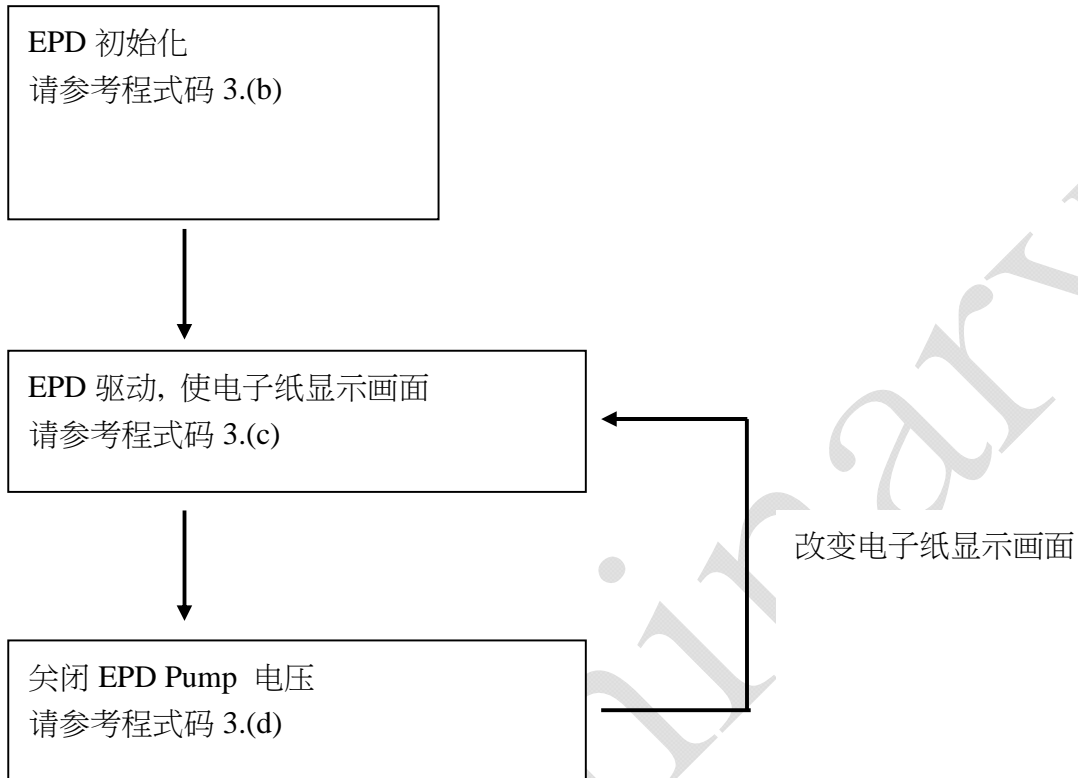 EPD 初始化
请参考程式码 3.(b)
EPD 驱动, 使电子纸显示画面
请参考程式码 3.(c)
改变电子纸显示画面
关闭 EPD Pump 电压
请参考程式码 3.(d)
inary